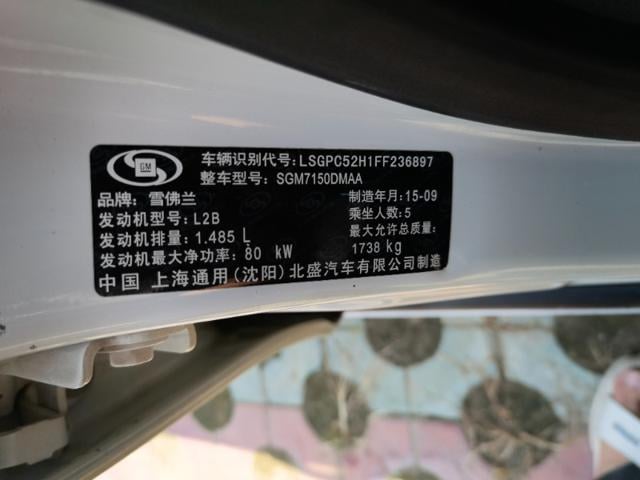 GM
车辆识别代号: LSGPC52H1FF236897
整车型号: SGM7150DMAA
品牌: 雪佛兰 制造年月: 15-09
发动机型号: L2B 乘坐人数: 5
发动机排量: 1.485 L 最大允许总质量:
发动机最大净功率: 80 kW 1738 kg
中国 上海通用(沈阳)北盛汽车有限公司制造